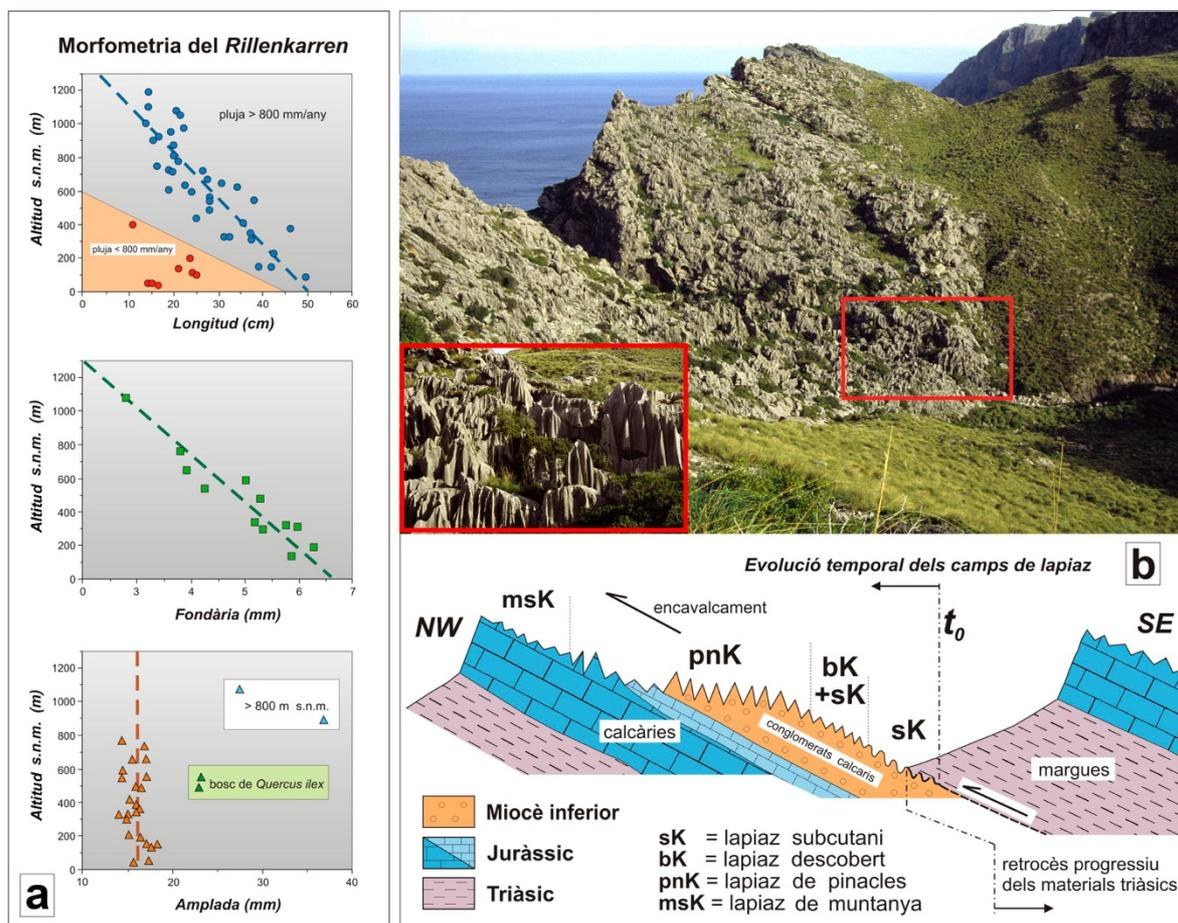 Morfometria del Rillenkarren
Altitud s.n.m. (m)
1200
1000
800
600
400
200
0
pluja > 800 mm/any
pluja < 800 mm/any
0 10 20 30 40 50 60
Longitud (cm)
Altitud s.n.m. (m)
1200
1000
800
600
400
200
0
0 3 4 5 6 7
Fondària (mm)
Altitud s.n.m. (m)
1200
1000
800
600
400
200
0
> 800 m s.n.m.
bosc de Quercus ilex
10 20 30 40
Amplada (mm)
a
b
Evolució temporal dels camps de lapiaz
msK
encavalcament
t0
NW
SE
pnK
bK
+sK
sK
calcàries
conglomerats calcaris
margues
Miocè inferior
Juràssic
Triàsic
sK = lapiaz subcutani
bK = lapiaz descobert
pnK = lapiaz de pinacles
msK = lapiaz de muntanya
retrocès progressiu
dels materials triàsics